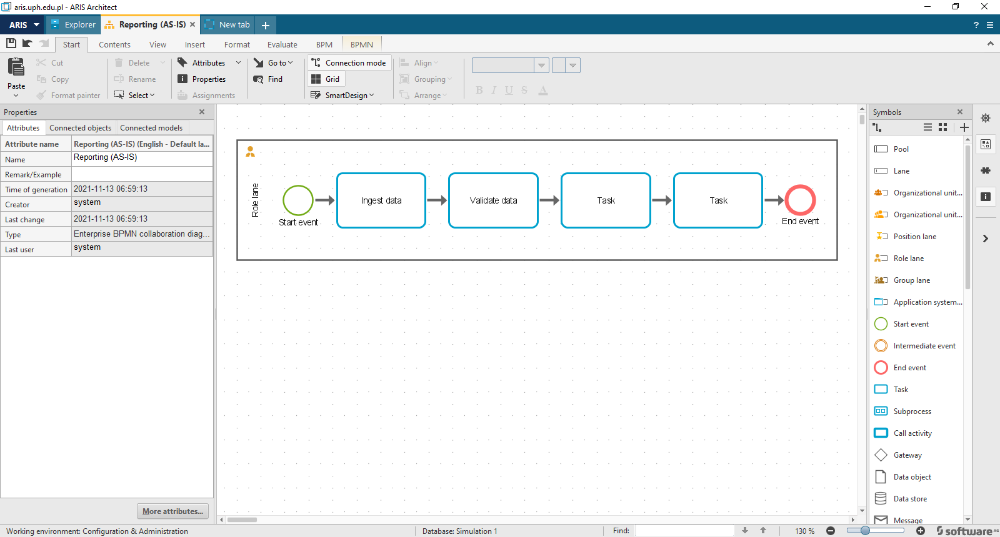 aris.uph.edu.pl - ARIS Architect
ARIS Explorer Reporting (AS-IS) New tab
Start Contents View Insert Format Evaluate BPM BPMN
Paste
Cut
Copy
Format painter
Delete
Rename
Select
Attributes
Properties
Assignments
Go to
Find
Connection mode
Grid
SmartDesign
Align
Grouping
Arrange
B I U S A
Properties
Attributes Connected objects Connected models
Attribute name Reporting (AS-IS) (English - Default la...
Name Reporting (AS-IS)
Remark/Example
Time of generation 2021-11-13 06:59:13
Creator system
Last change 2021-11-13 06:59:13
Type Enterprise BPMN collaboration diag...
Last user system
More attributes...
Role lane
Start event
Ingest data
Validate data
Task
Task
End event
Symbols
Pool
Lane
Organizational unit...
Organizational unit...
Position lane
Role lane
Group lane
Application system...
Start event
Intermediate event
End event
Task
Subprocess
Call activity
Gateway
Data object
Data store
Message
Working environment: Configuration & Administration Database: Simulation 1 Find: 130 % software AG